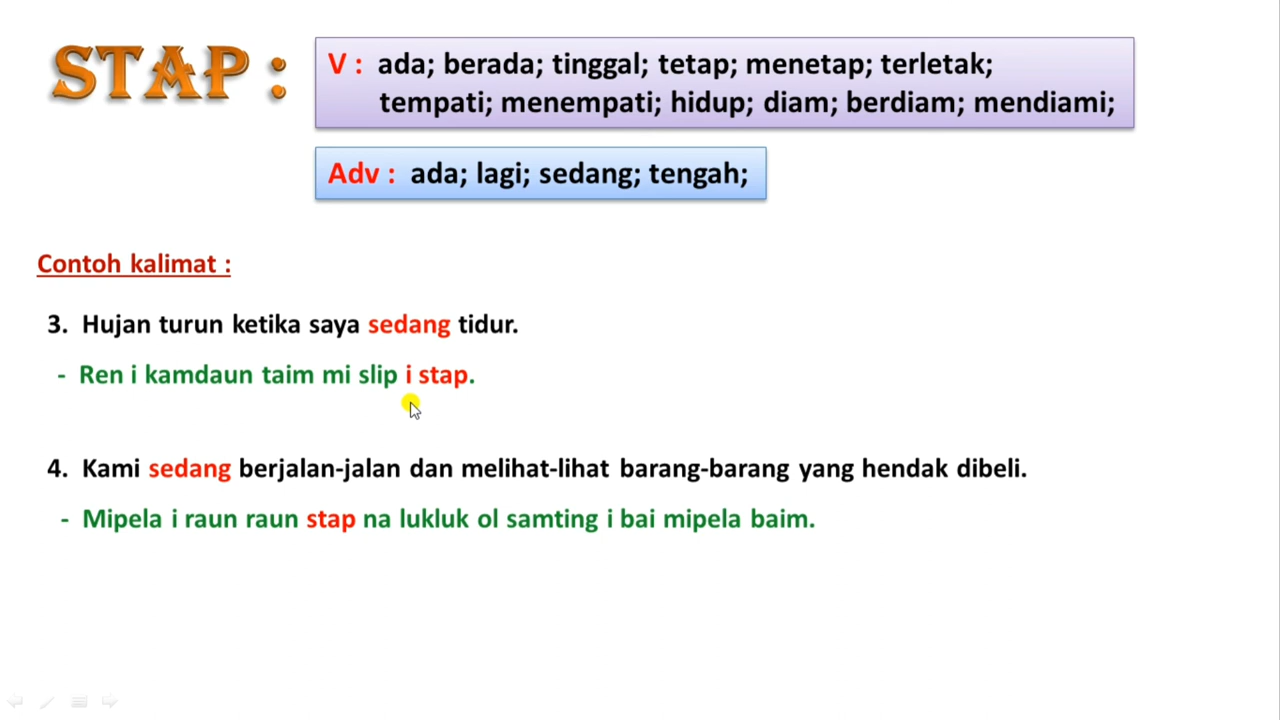 STAP :
V : ada; berada; tinggal; tetap; menetap; terletak;
tempati; menempati; hidup; diam; berdiam; mendiami;
Adv : ada; lagi; sedang; tengah;
Contoh kalimat :
3. Hujan turun ketika saya sedang tidur.
- Ren i kamdaun taim mi slip i stap.
4. Kami sedang berjalan-jalan dan melihat-lihat barang-barang yang hendak dibeli.
- Mipela i raun raun stap na lukluk ol samting i bai mipela baim.